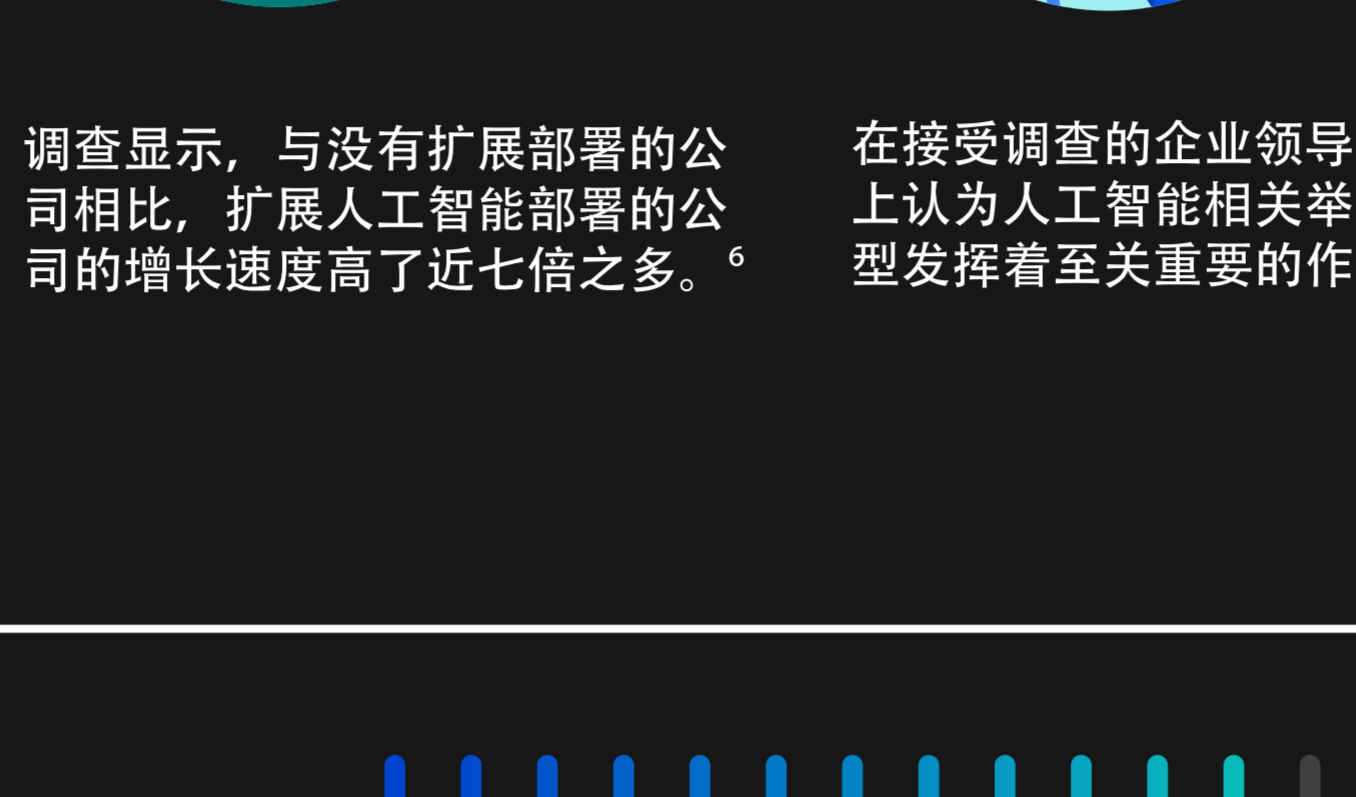 调查显示，与没有扩展部署的公
司相比，扩展人工智能部署的公
司的增长速度高了近七倍之多。⁶
在接受调查的企业领导
上认为人工智能相关举
型发挥着至关重要的作